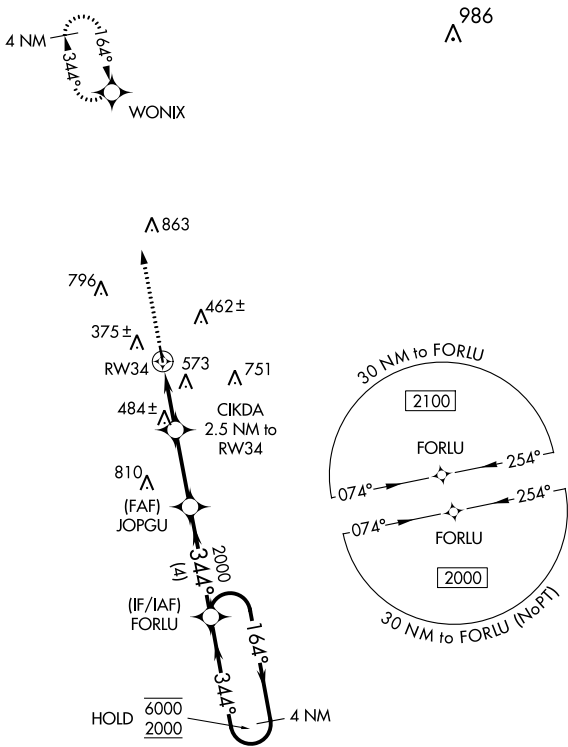 986
4 NM
164°
344°
WONIX
863
796
462±
375±
RW34
573
751
484±
CIKDA
2.5 NM to
RW34
810
(FAF)
JOPGU
2000
344°
(4)
(IF/IAF)
FORLU
164°
344°
HOLD
6000
2000
4 NM
30 NM to FORLU
2100
FORLU
254°
074°
254°
074°
FORLU
2000
30 NM to FORLU (NoPT)